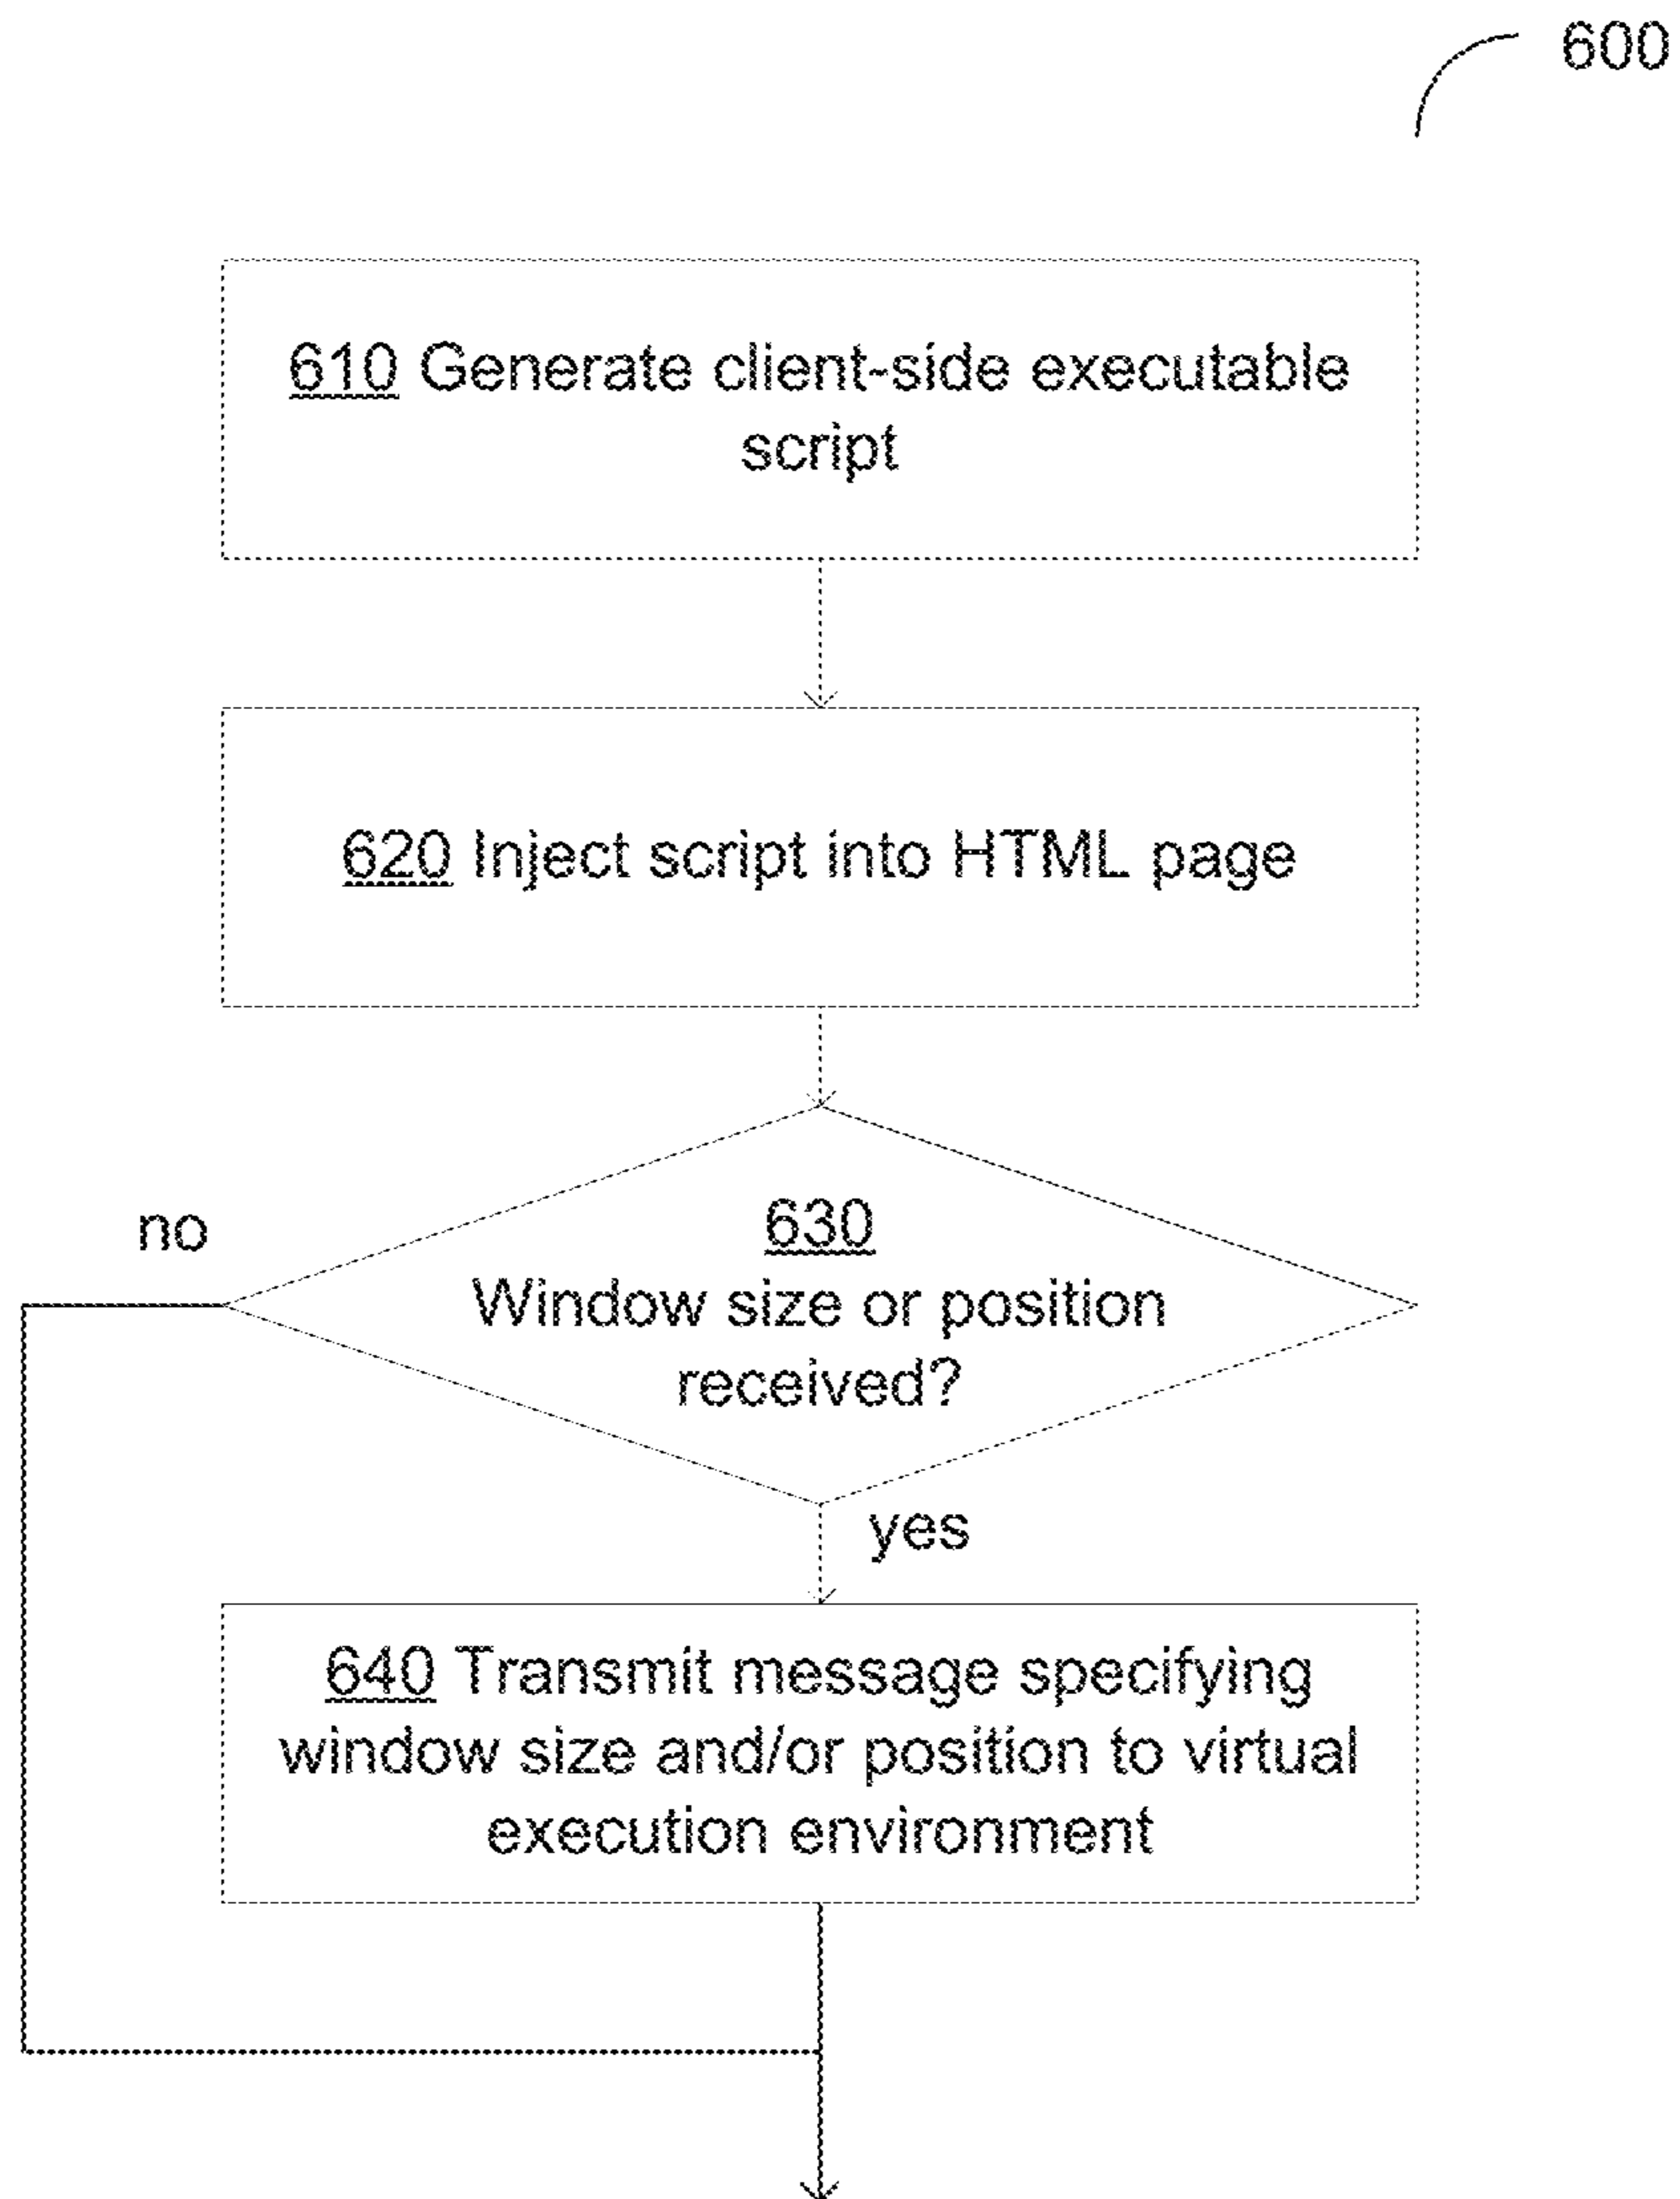 600
610 Generate client-side executable
script
620 Inject script into HTML page
no
630
Window size or position
received?
yes
640 Transmit message specifying
window size and/or position to virtual
execution environment